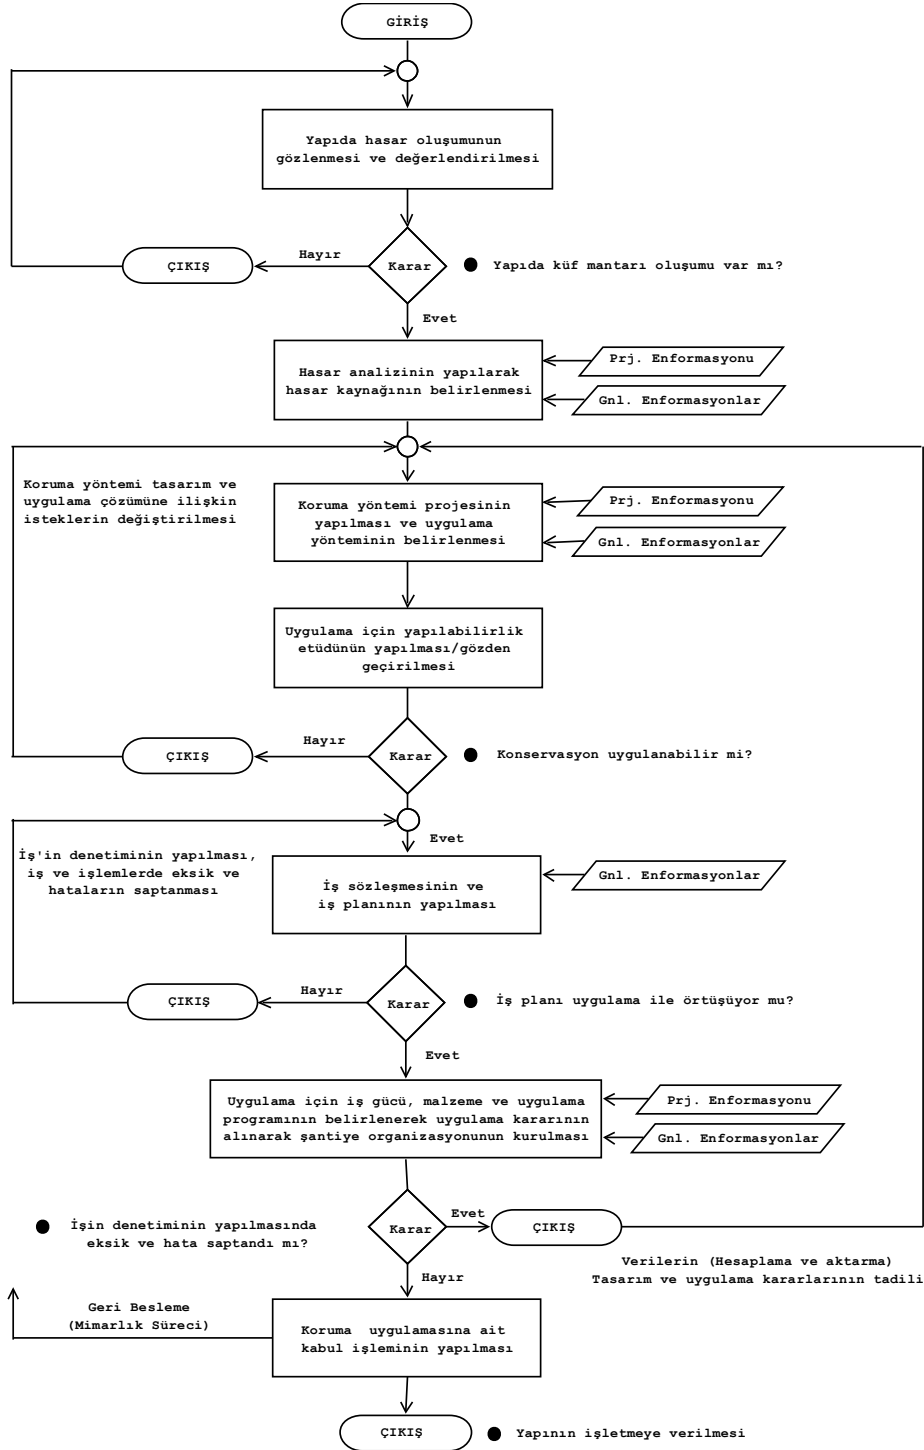 GİRİŞ
Yapıda hasar oluşumunun
gözlenmesi ve değerlendirilmesi
Hayır
ÇIKIŞ
Karar
Yapıda küf mantarı oluşumu var mı?
Evet
Hasar analizinin yapılarak
hasar kaynağının belirlenmesi
Prj. Enformasyonu
Gnl. Enformasyonlar
Koruma yöntemi tasarım ve
uygulama çözümüne ilişkin
isteklerin değiştirilmesi
Koruma yöntemi projesinin
yapılması ve uygulama
yönteminin belirlenmesi
Prj. Enformasyonu
Gnl. Enformasyonlar
Uygulama için yapılabilirlik
etüdünün yapılması/gözden
geçirilmesi
Hayır
ÇIKIŞ
Karar
Konservasyon uygulanabilir mi?
Evet
İş'in denetiminin yapılması,
iş ve işlemlerde eksik ve
hataların saptanması
İş sözleşmesinin ve
iş planının yapılması
Gnl. Enformasyonlar
Hayır
ÇIKIŞ
Karar
İş planı uygulama ile örtüşüyor mu?
Evet
Uygulama için iş gücü, malzeme ve uygulama
programının belirlenerek uygulama kararının
alınarak şantiye organizasyonunun kurulması
Prj. Enformasyonu
Gnl. Enformasyonlar
İşin denetiminin yapılmasında
eksik ve hata saptandı mı?
Karar
Evet
ÇIKIŞ
Verilerin (Hesaplama ve aktarma)
Tasarım ve uygulama kararlarının tadili
Hayır
Geri Besleme
(Mimarlık Süreci)
Koruma uygulamasına ait
kabul işleminin yapılması
ÇIKIŞ
Yapının işletmeye verilmesi